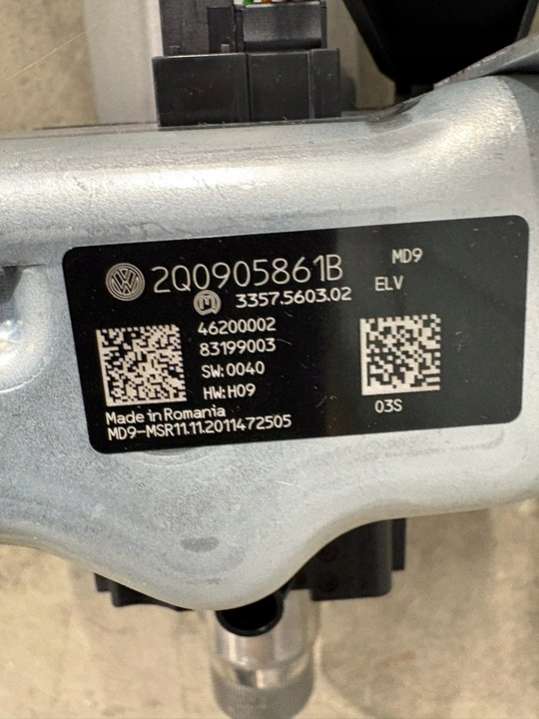 VW 2Q0905861B MD9
M 3357.5603.02 ELV
46200002
83199003
SW:0040
HW:H09
03S
Made in Romania
MD9-MSR11.11.2011472505